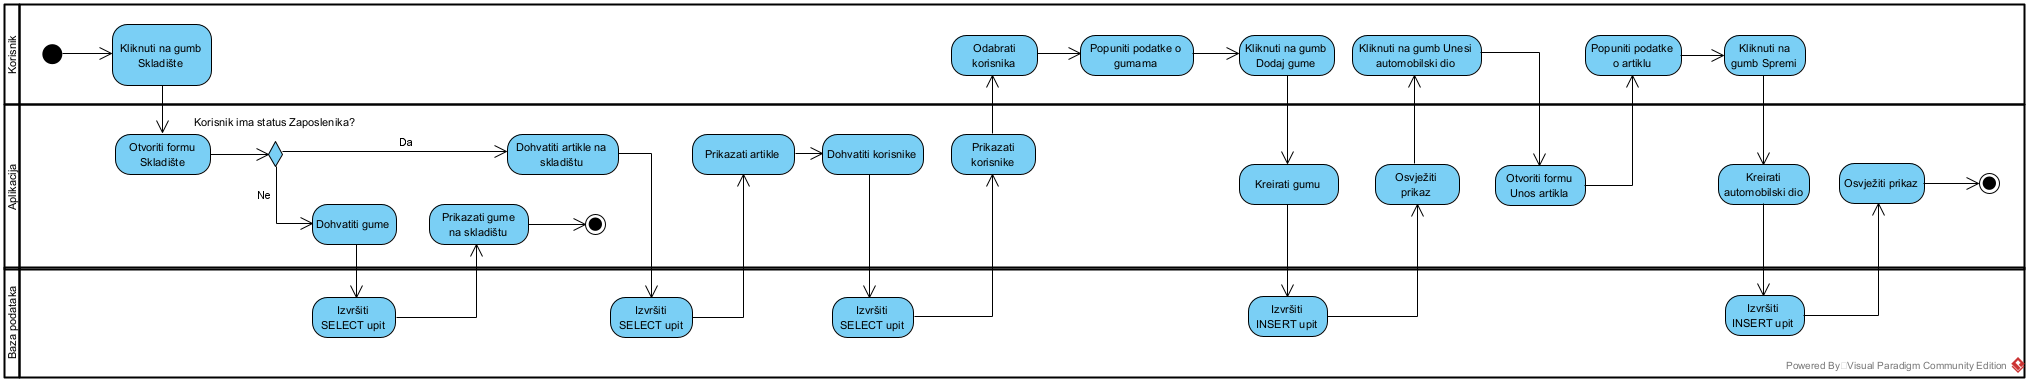 Korisnik
Kliknuti na gumb
Skladište
Odabrati
korisnika
Popuniti podatke o
gumama
Kliknuti na gumb
Dodaj gume
Kliknuti na gumb Unesi
automobilski dio
Popuniti podatke
o artiklu
Kliknuti na
gumb Spremi
Aplikacija
Korisnik ima status Zaposlenika?
Otvoriti formu
Skladište
Da
Ne
Dohvatiti artikle na
skladištu
Prikazati artikle
Dohvatiti korisnike
Prikazati
korisnike
Dohvatiti gume
Prikazati gume
na skladištu
Kreirati gumu
Osvježiti
prikaz
Otvoriti formu
Unos artikla
Kreirati
automobilski dio
Osvježiti prikaz
Baza podataka
Izvršiti
SELECT upit
Izvršiti
SELECT upit
Izvršiti
SELECT upit
Izvršiti
INSERT upit
Izvršiti
INSERT upit
Powered By Visual Paradigm Community Edition